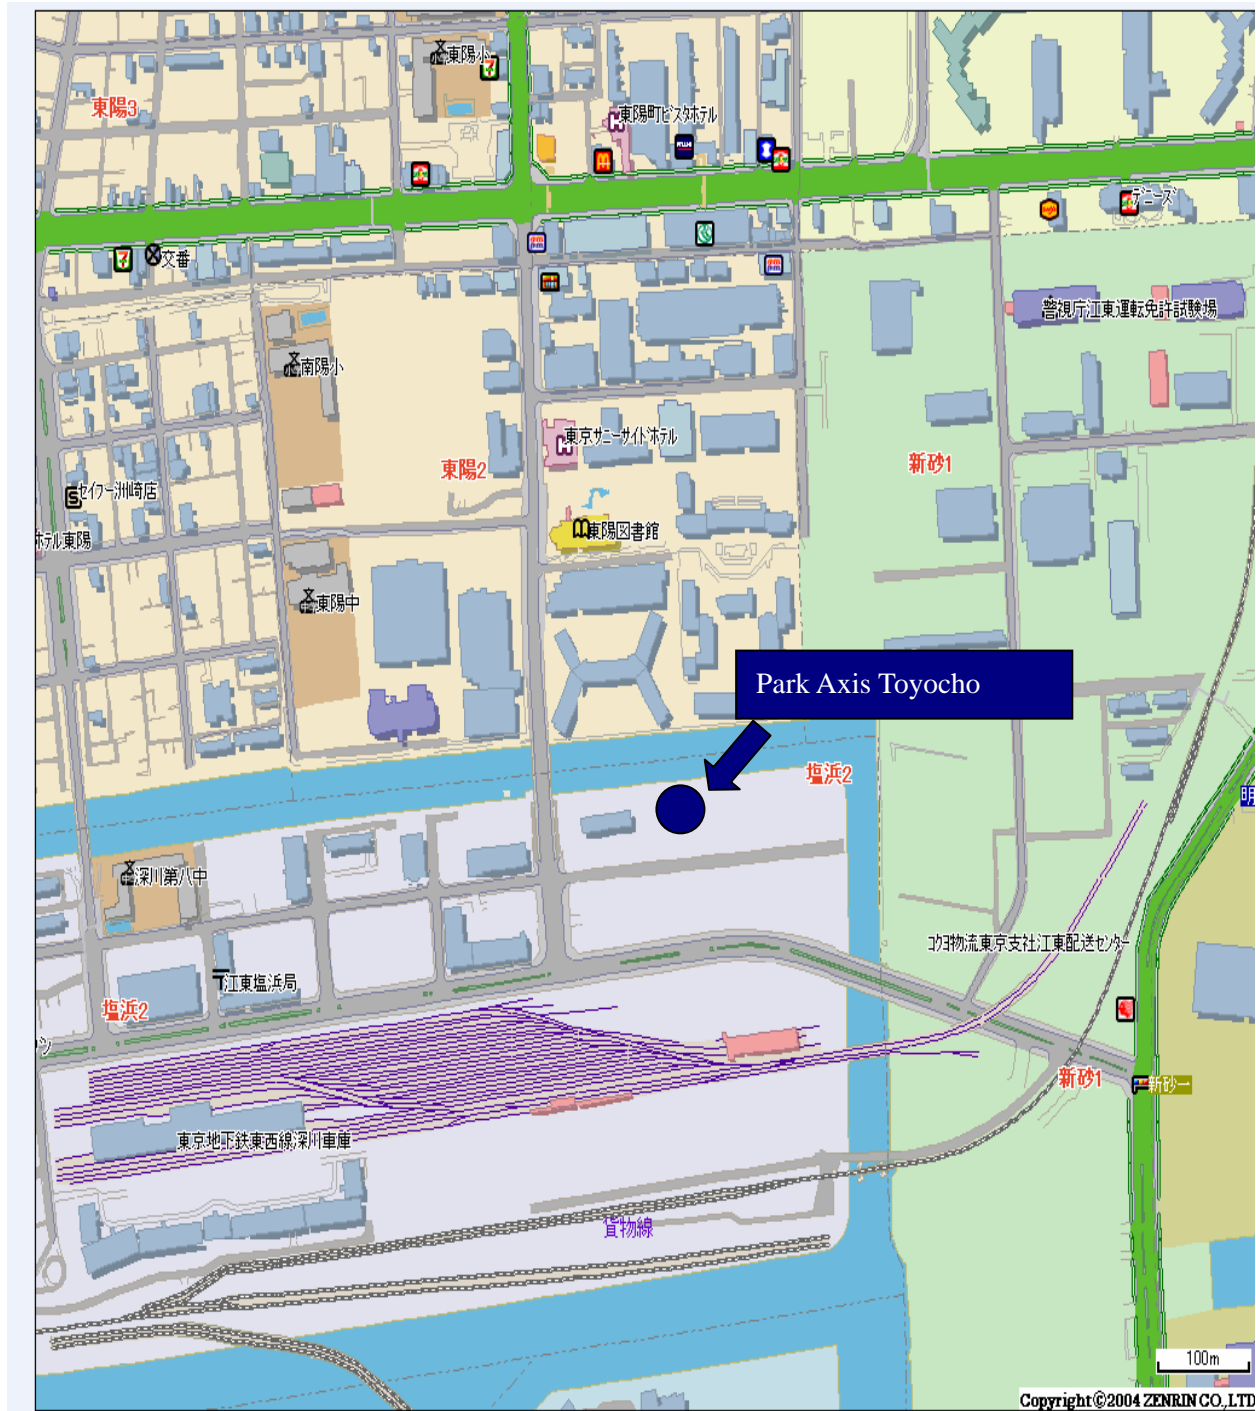 東陽小
東陽3
東陽町ビスタホテル
デニーズ
交番
警視庁江東運転免許試験場
南陽小
東京サニーサイドホテル
東陽2
新砂1
セイフー洲崎店
東陽図書館
ホテル東陽
東陽中
Park Axis Toyocho
塩浜2
明
深川第八中
コクヨ物流東京支社江東配送センター
江東塩浜局
塩浜2
ン
新砂1
新砂一
東京地下鉄東西線深川車庫
貨物線
100m
Copyright©2004 ZENRIN CO.,LTD